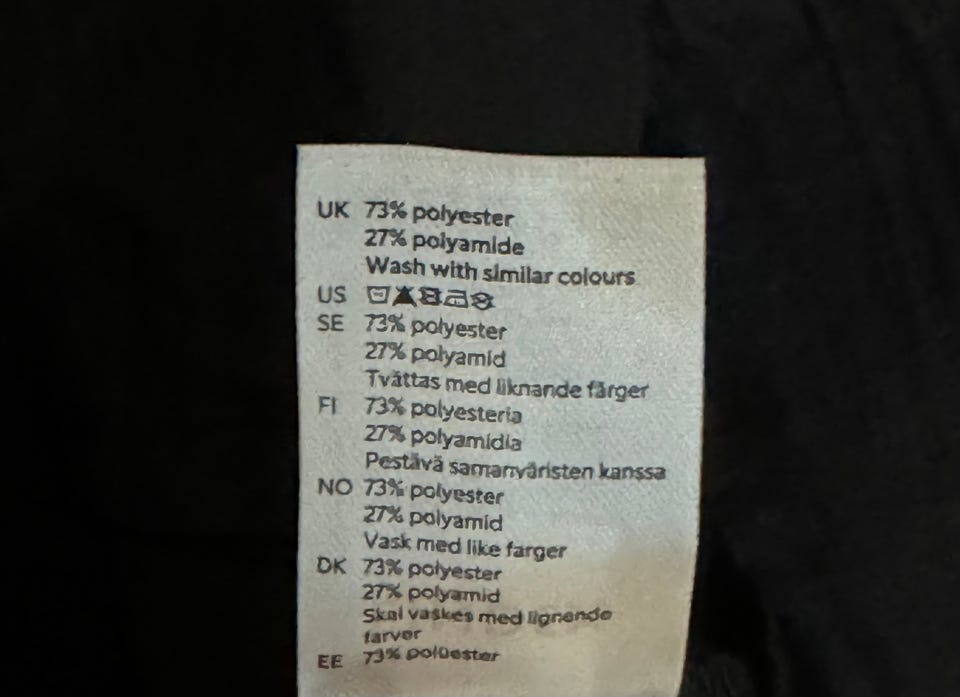 UK 73% polyester
27% polyamide
Wash with similar colours
US
SE 73% polyester
27% polyamid
Tvättas med liknande färger
FI 73% polyesteria
27% polyamidia
Pestävä samanväristen kanssa
NO 73% polyester
27% polyamid
Vask med like farger
DK 73% polyester
27% polyamid
Skal vaskes med lignende
farver
EE 73% polüester